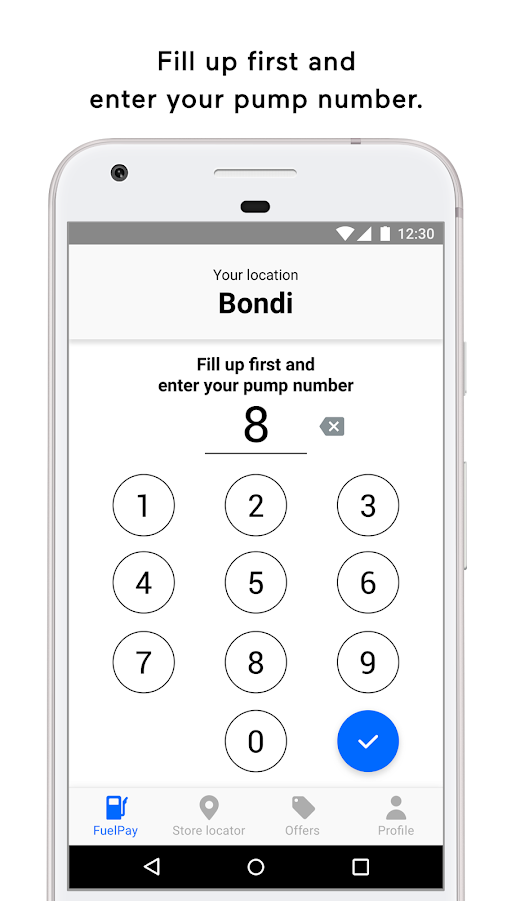 Fill up first and
enter your pump number.
12:30
Your location
Bondi
Fill up first and
enter your pump number
8
1 2 3
4 5 6
7 8 9
0
FuelPay Store locator Offers Profile